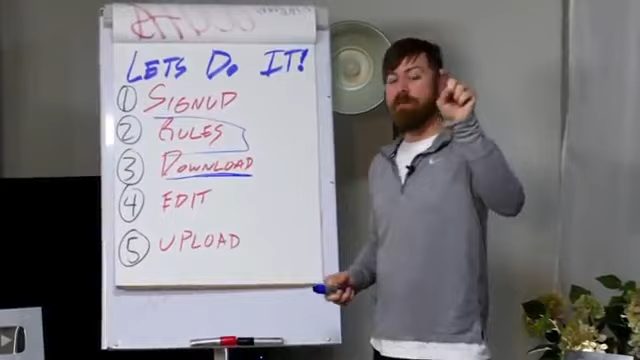 LETS DO IT!
1 SIGNUP
2 RULES
3 DOWNLOAD
4 EDIT
5 UPLOAD